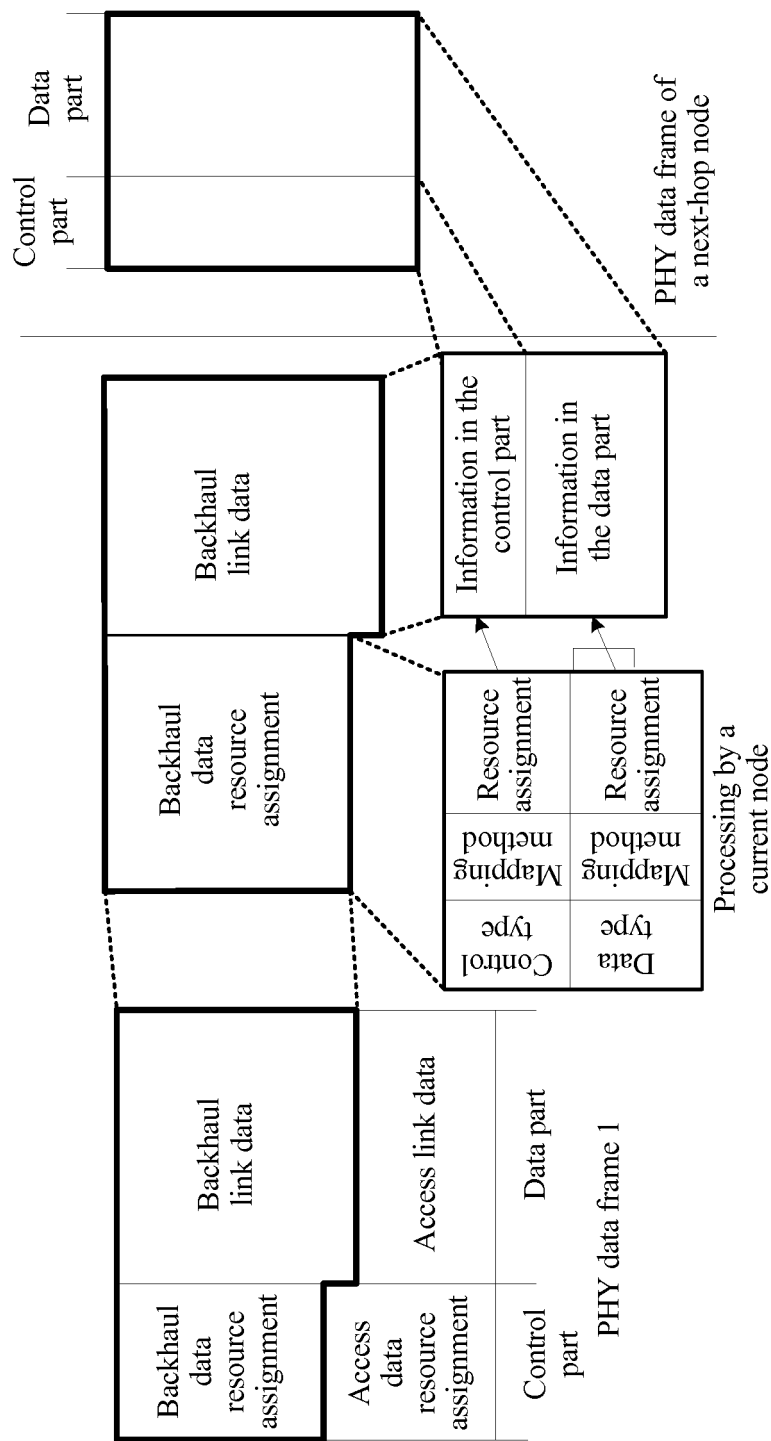 Backhaul
data
resource
assignment
Backhaul
link data
Access
data
resource
assignment
Access link data
Control
part
Data part
PHY data frame 1
Backhaul
data
resource
assignment
Backhaul
link data
Control
type
Mapping
method
Resource
assignment
Data
type
Mapping
method
Resource
assignment
Processing by a
current node
Information in the
control part
Information in
the data part
Control
part
Data
part
PHY data frame of
a next-hop node